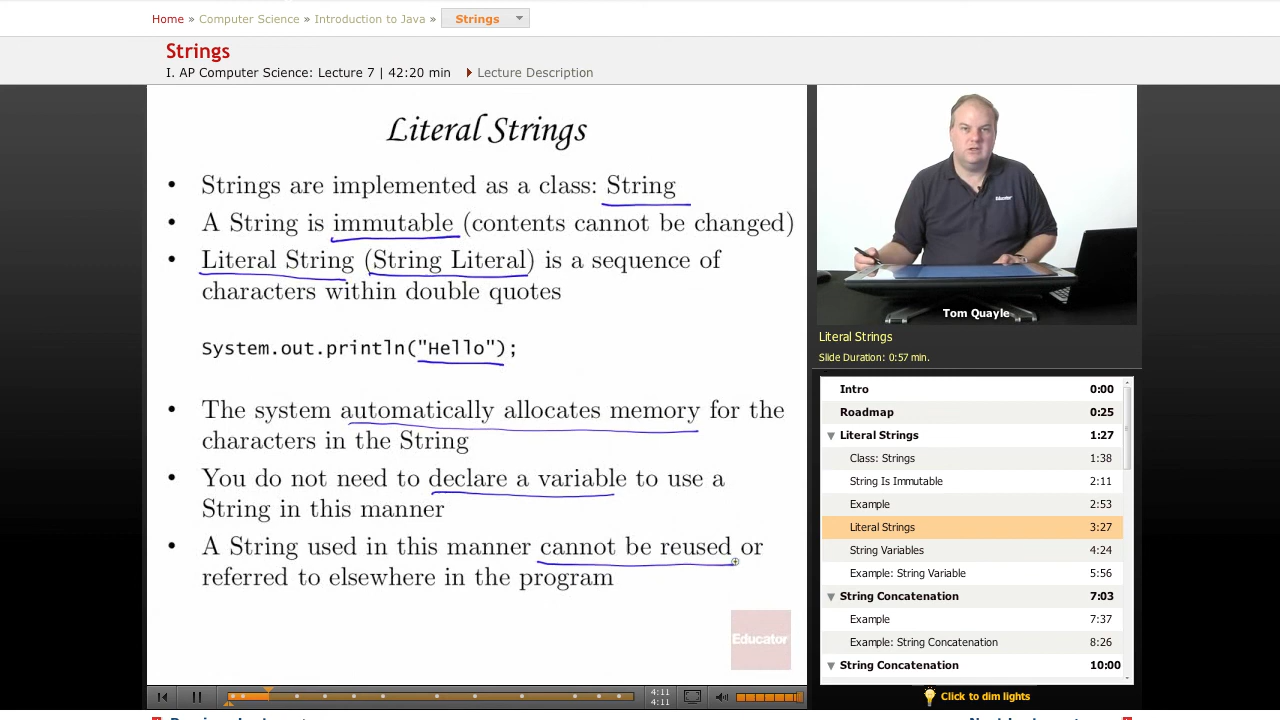 Home » Computer Science » Introduction to Java » Strings
Strings
I. AP Computer Science: Lecture 7 | 42:20 min Lecture Description
Literal Strings
• Strings are implemented as a class: String
• A String is immutable (contents cannot be changed)
• Literal String (String Literal) is a sequence of
characters within double quotes
System.out.println("Hello");
• The system automatically allocates memory for the
characters in the String
• You do not need to declare a variable to use a
String in this manner
• A String used in this manner cannot be reused or
referred to elsewhere in the program
Educator
4:11
4:11
Educator
Tom Quayle
Literal Strings
Slide Duration: 0:57 min.
Intro 0:00
Roadmap 0:25
Literal Strings 1:27
Class: Strings 1:38
String Is Immutable 2:11
Example 2:53
Literal Strings 3:27
String Variables 4:24
Example: String Variable 5:56
String Concatenation 7:03
Example 7:37
Example: String Concatenation 8:26
String Concatenation 10:00
Click to dim lights